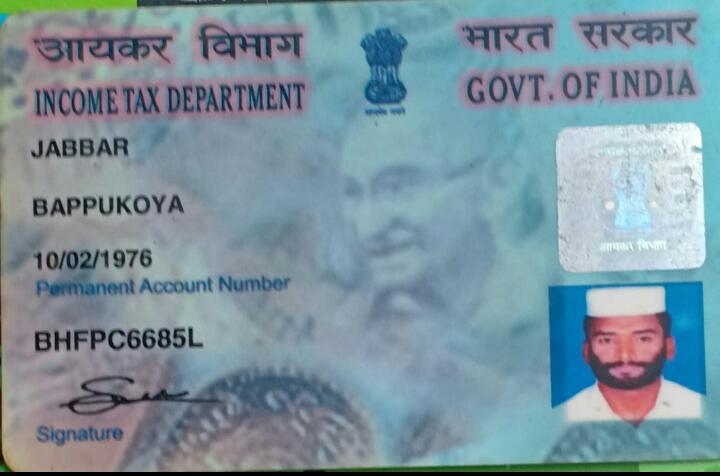 आयकर विभाग
INCOME TAX DEPARTMENT
भारत सरकार
GOVT. OF INDIA
JABBAR
BAPPUKOYA
10/02/1976
Permanent Account Number
BHFPC6685L
Signature
सत्यमेव जयते
आयकर विभाग